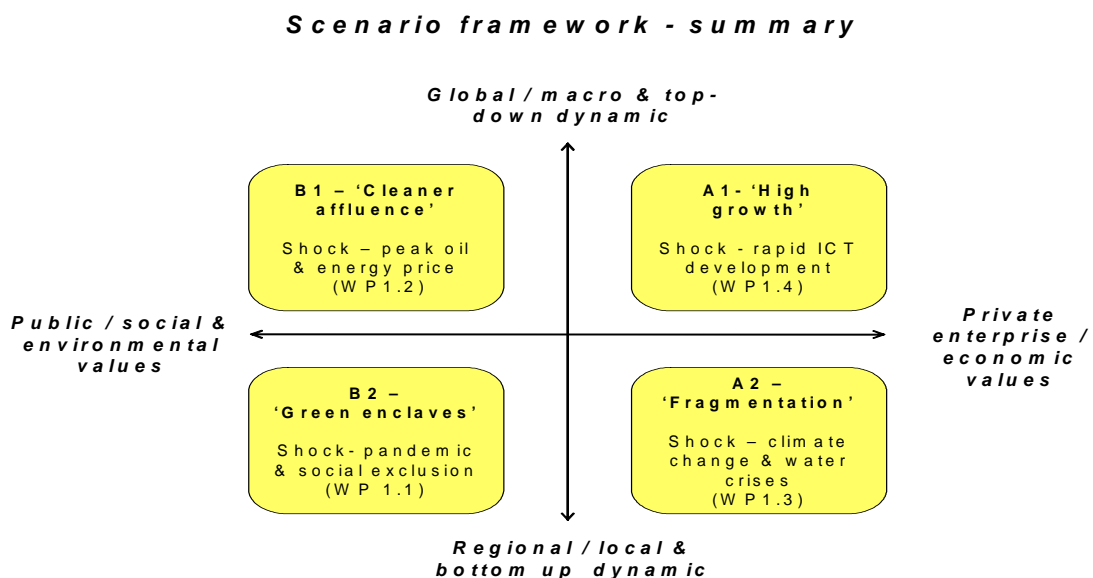 Scenario framework - summary
Global / macro & top-
down dynamic
B1 – ‘Cleaner
affluence’
Shock – peak oil
& energy price
(WP1.2)
A1- ‘High
growth’
Shock - rapid ICT
development
(WP1.4)
Public / social &
environmental
values
Private
enterprise /
economic
values
B2 –
‘Green enclaves’
Shock- pandemic
& social exclusion
(WP 1.1)
A2 –
‘Fragmentation’
Shock – climate
change & water
crises
(WP1.3)
Regional / local &
bottom up dynamic